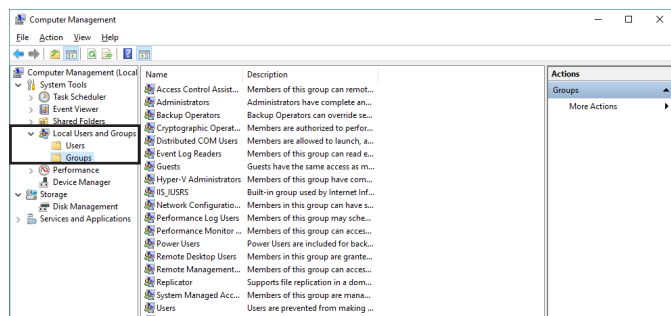 Computer Management
File Action View Help
Computer Management (Local
System Tools
Task Scheduler
Event Viewer
Shared Folders
Local Users and Groups
Users
Groups
Performance
Device Manager
Storage
Disk Management
Services and Applications
Name Description
Access Control Assist... Members of this group can remot...
Administrators Administrators have complete an...
Backup Operators Backup Operators can override se...
Cryptographic Operat... Members are authorized to perfor...
Distributed COM Users Members are allowed to launch, a...
Event Log Readers Members of this group can read e...
Guests Guests have the same access as m...
Hyper-V Administrators Members of this group have com...
IIS_IUSRS Built-in group used by Internet Inf...
Network Configuratio... Members in this group can have s...
Performance Log Users Members of this group may sche...
Performance Monitor ... Members of this group can acces...
Power Users Power Users are included for back...
Remote Desktop Users Members in this group are grante...
Remote Management... Members of this group can acces...
Replicator Supports file replication in a dom...
System Managed Acc... Members of this group are mana...
Users Users are prevented from making ...
Actions
Groups
More Actions